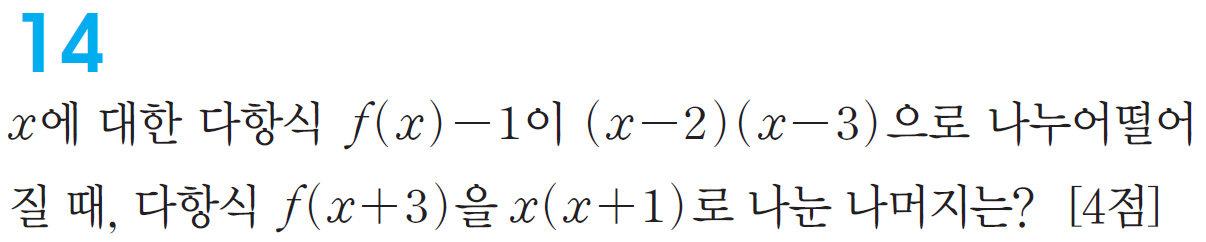 14
x에 대한 다항식 f(x)-1이 (x-2)(x-3)으로 나누어떨어
질 때, 다항식 f(x+3)을 x(x+1)로 나눈 나머지는? [4점]